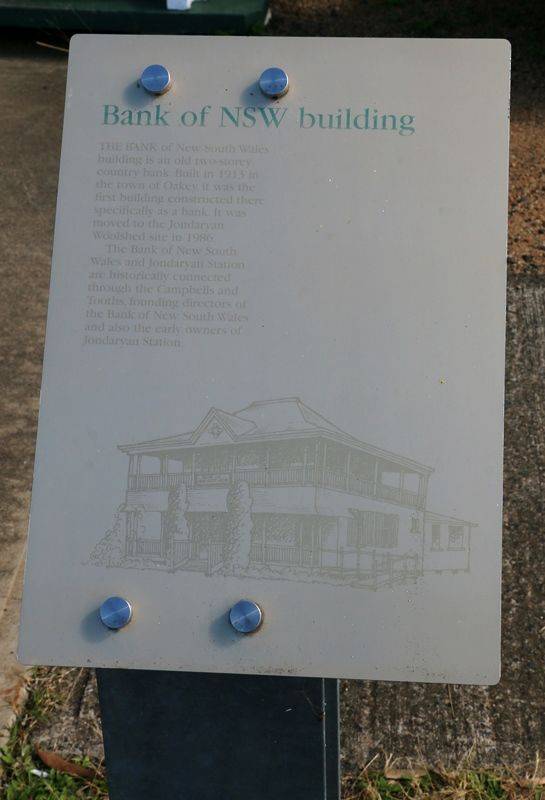 Bank of NSW building
THE BANK of New South Wales
building is an old two-storey
country bank. Built in 1913 in
the town of Oakey, it was the
first building constructed there
specifically as a bank. It was
moved to the Jondaryan
Woolshed site in 1986.
The Bank of New South
Wales and Jondaryan Station
are historically connected
through the Campbells and
Tooths, founding directors of
the Bank of New South Wales
and also the early owners of
Jondaryan Station.